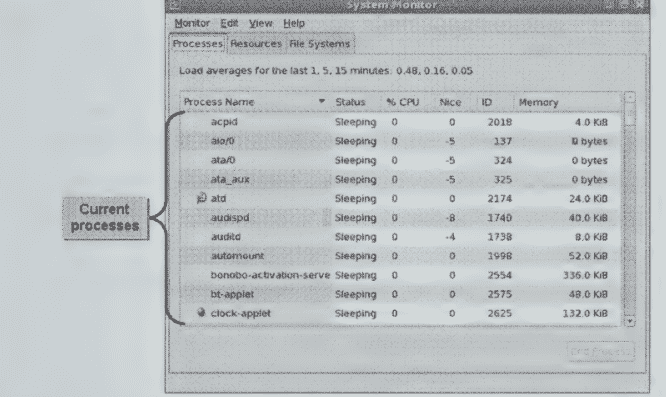 System Monitor
Monitor Edit View Help
Processes Resources File Systems
Load averages for the last 1, 5, 15 minutes: 0.48, 0.16, 0.05
Process Name Status % CPU Nice ID Memory
acpid Sleeping 0 0 2018 4.0 KiB
aio/0 Sleeping 0 -5 137 0 bytes
ata/0 Sleeping 0 -5 324 0 bytes
ata_aux Sleeping 0 -5 325 0 bytes
atd Sleeping 0 0 2174 24.0 KiB
audispd Sleeping 0 -8 1740 40.0 KiB
auditd Sleeping 0 -4 1738 8.0 KiB
automount Sleeping 0 0 1998 52.0 KiB
bonobo-activation-serve Sleeping 0 0 2554 336.0 KiB
bt-applet Sleeping 0 0 2575 48.0 KiB
clock-applet Sleeping 0 0 2625 132.0 KiB
Current
processes
End Process